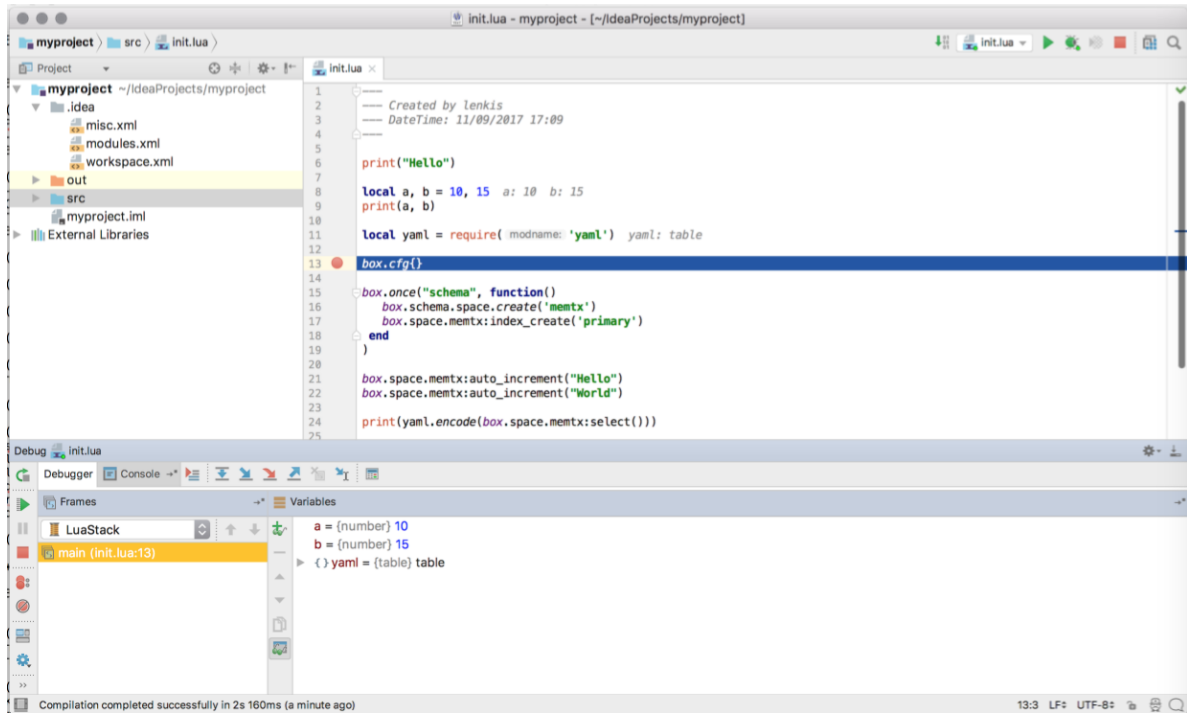 init.lua - myproject - [~/IdeaProjects/myproject]
myproject src init.lua
init.lua
Project
init.lua
myproject ~/IdeaProjects/myproject
.idea
misc.xml
modules.xml
workspace.xml
out
src
myproject.iml
External Libraries
1 ---
2 --- Created by lenkis
3 --- DateTime: 11/09/2017 17:09
4 ---
5
6 print("Hello")
7
8 local a, b = 10, 15 a: 10 b: 15
9 print(a, b)
10
11 local yaml = require( modname: 'yaml') yaml: table
12
13 box.cfg{}
14
15 box.once("schema", function()
16 box.schema.space.create('memtx')
17 box.space.memtx:index_create('primary')
18 end
19 )
20
21 box.space.memtx:auto_increment("Hello")
22 box.space.memtx:auto_increment("World")
23
24 print(yaml.encode(box.space.memtx:select()))
25
Debug init.lua
Debugger Console
Frames
Variables
LuaStack
main (init.lua:13)
a = {number} 10
b = {number} 15
{} yaml = {table} table
Compilation completed successfully in 2s 160ms (a minute ago)
13:3 LF UTF-8